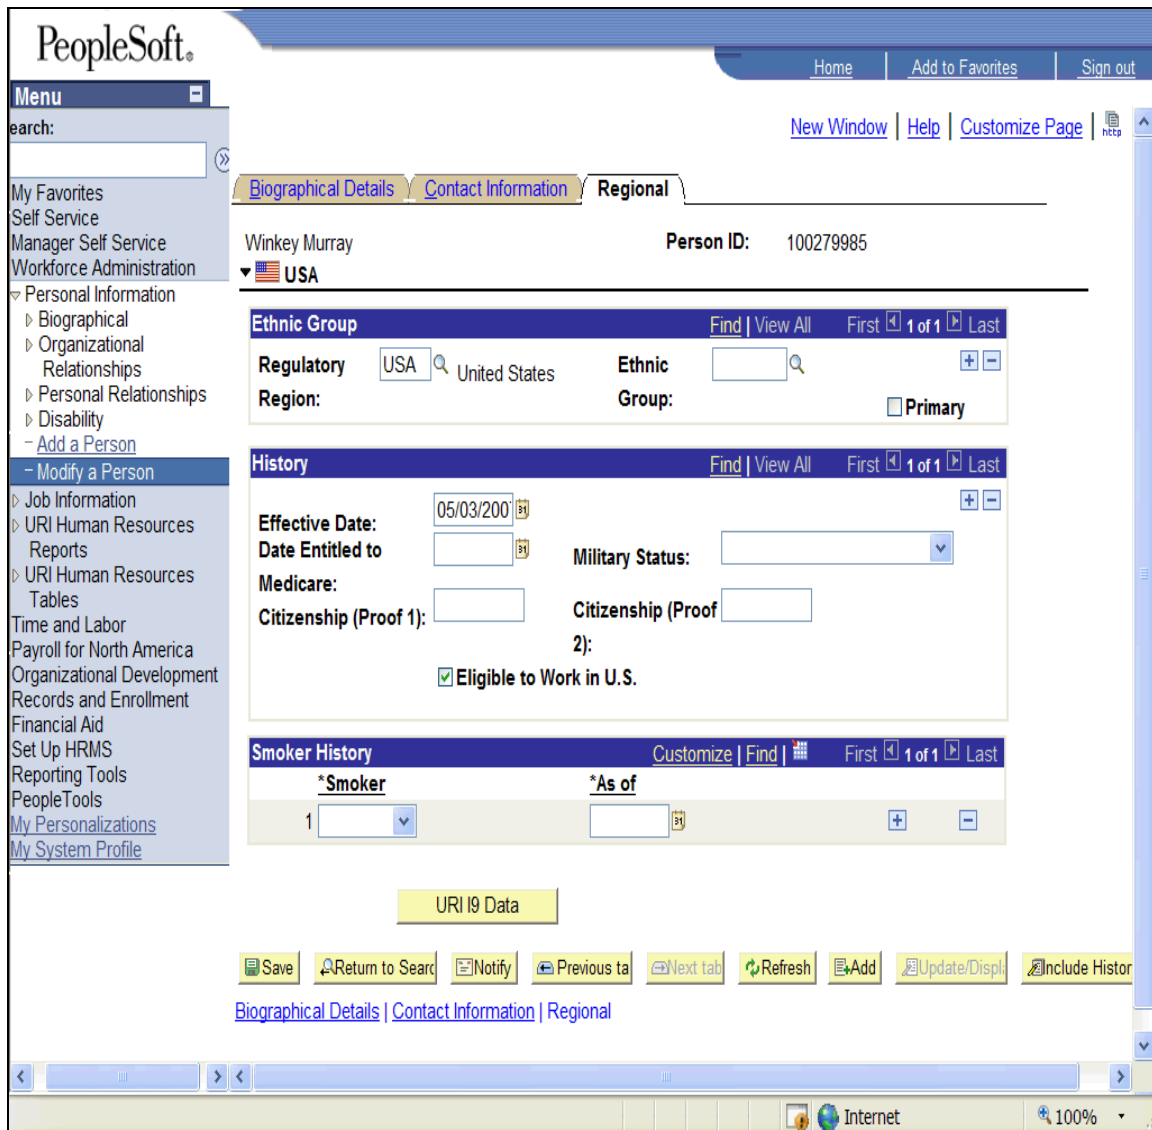 PeopleSoft®
Home
Add to Favorites
Sign out
Menu
earch:
New Window | Help | Customize Page | http
My Favorites
Self Service
Manager Self Service
Workforce Administration
Personal Information
Biographical
Organizational
Relationships
Personal Relationships
Disability
Add a Person
Modify a Person
Job Information
URI Human Resources
Reports
URI Human Resources
Tables
Time and Labor
Payroll for North America
Organizational Development
Records and Enrollment
Financial Aid
Set Up HRMS
Reporting Tools
PeopleTools
My Personalizations
My System Profile
Biographical Details
Contact Information
Regional
Winkey Murray
Person ID: 100279985
USA
Ethnic Group Find | View All First 1 of 1 Last
Regulatory USA United States Ethnic
Region: Group:
Primary
History Find | View All First 1 of 1 Last
Effective Date: 05/03/200
Date Entitled to
Medicare:
Military Status:
Citizenship (Proof 1):
Citizenship (Proof
2):
Eligible to Work in U.S.
Smoker History Customize | Find | First 1 of 1 Last
*Smoker *As of
1
URI I9 Data
Save
Return to Searc
Notify
Previous ta
Next tab
Refresh
Add
Update/Displ
Include Histor
Biographical Details | Contact Information | Regional
Internet
100%